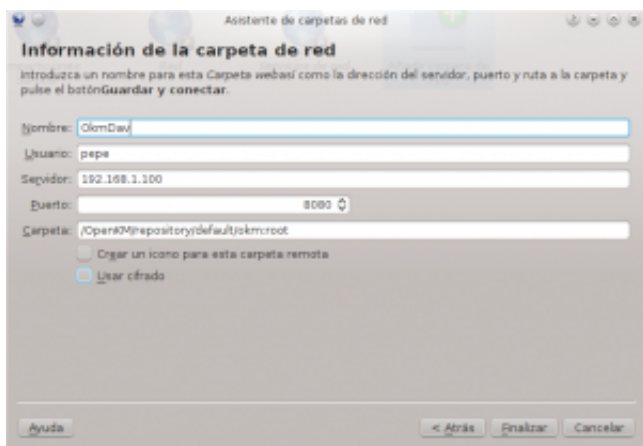 Asistente de carpetas de red
Información de la carpeta de red
Introduzca un nombre para esta Carpeta webasí como la dirección del servidor, puerto y ruta a la carpeta y
pulse el botónGuardar y conectar.
Nombre: OkmDav
Usuario: pepe
Servidor: 192.168.1.100
Puerto: 8080
Carpeta: /OpenKM/repository/default/okm:root
Crear un icono para esta carpeta remota
Usar cifrado
Ayuda
< Atrás
Finalizar
Cancelar